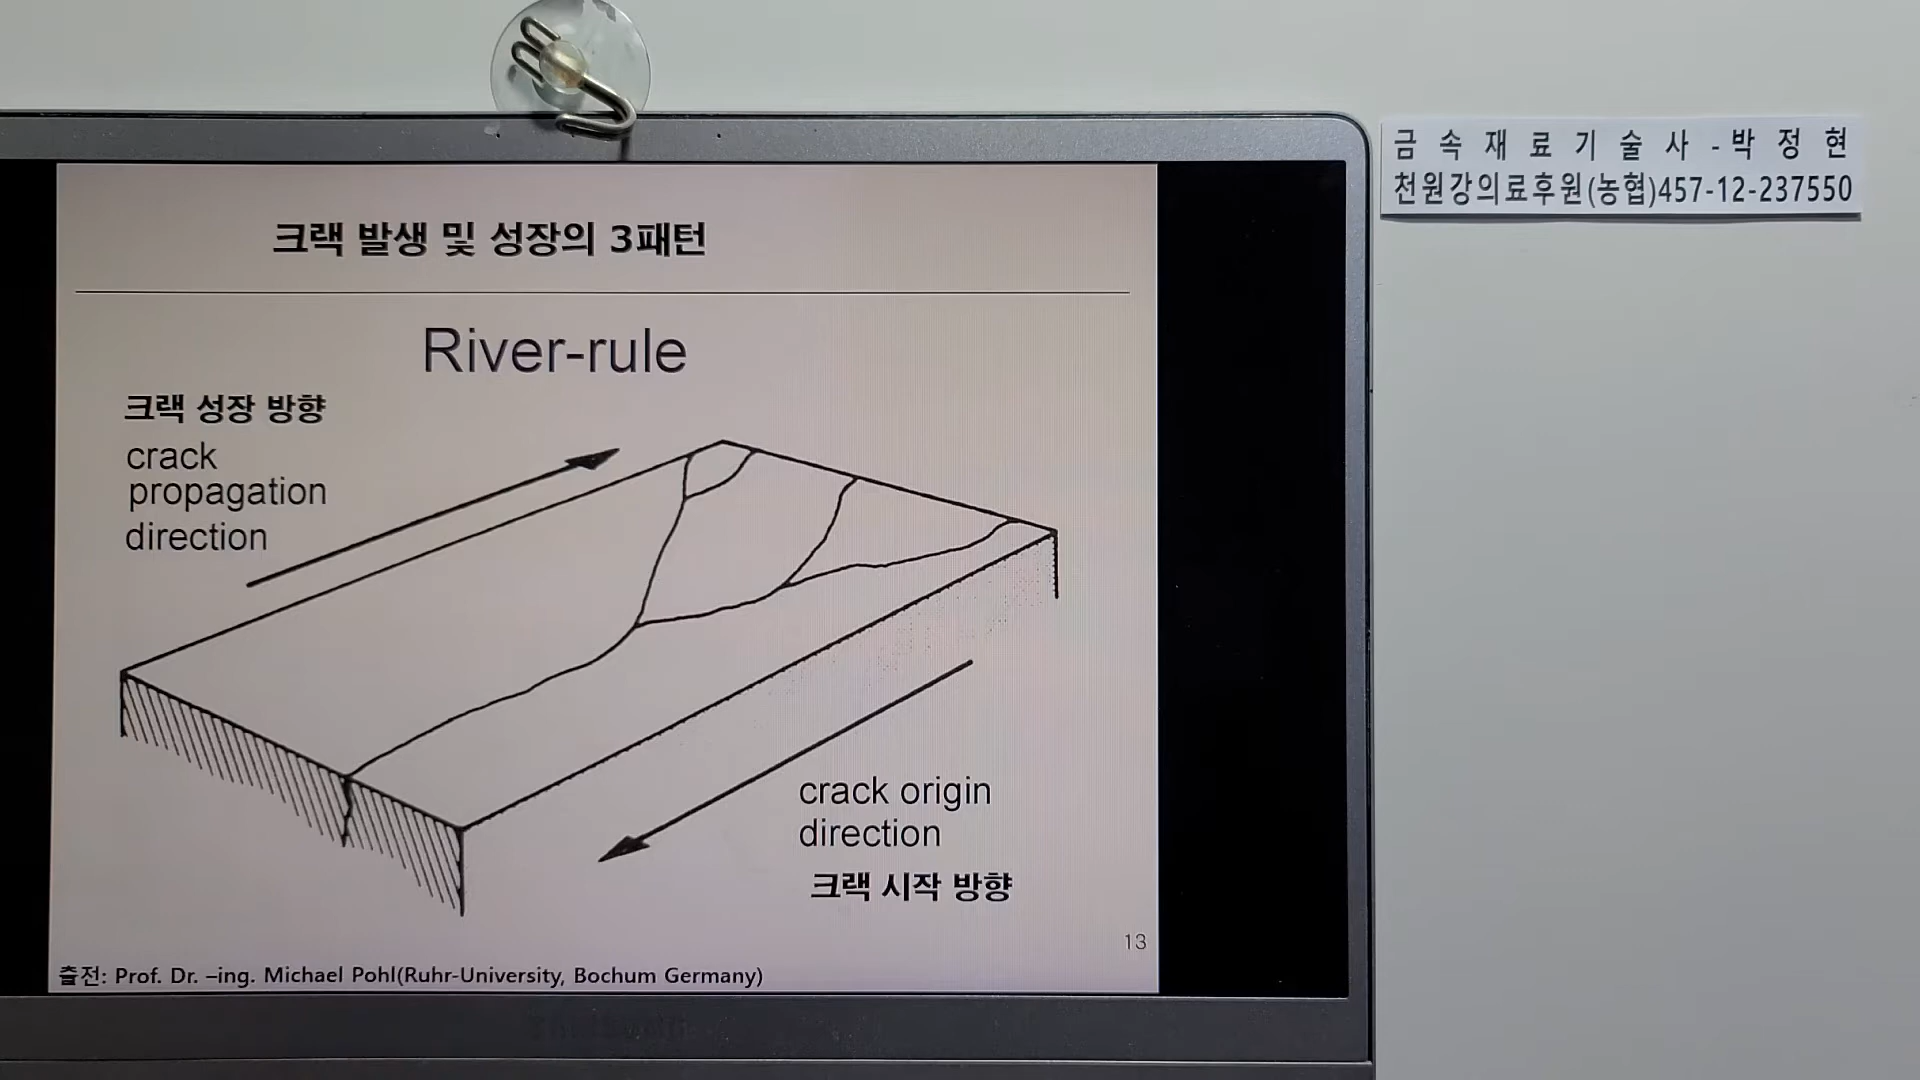 금 속 재 료 기 술 사 - 박 정 현
천원강의료후원(농협)457-12-237550
크랙 발생 및 성장의 3패턴
River-rule
크랙 성장 방향
crack
propagation
direction
crack origin
direction
크랙 시작 방향
13
출전: Prof. Dr. –ing. Michael Pohl(Ruhr-University, Bochum Germany)